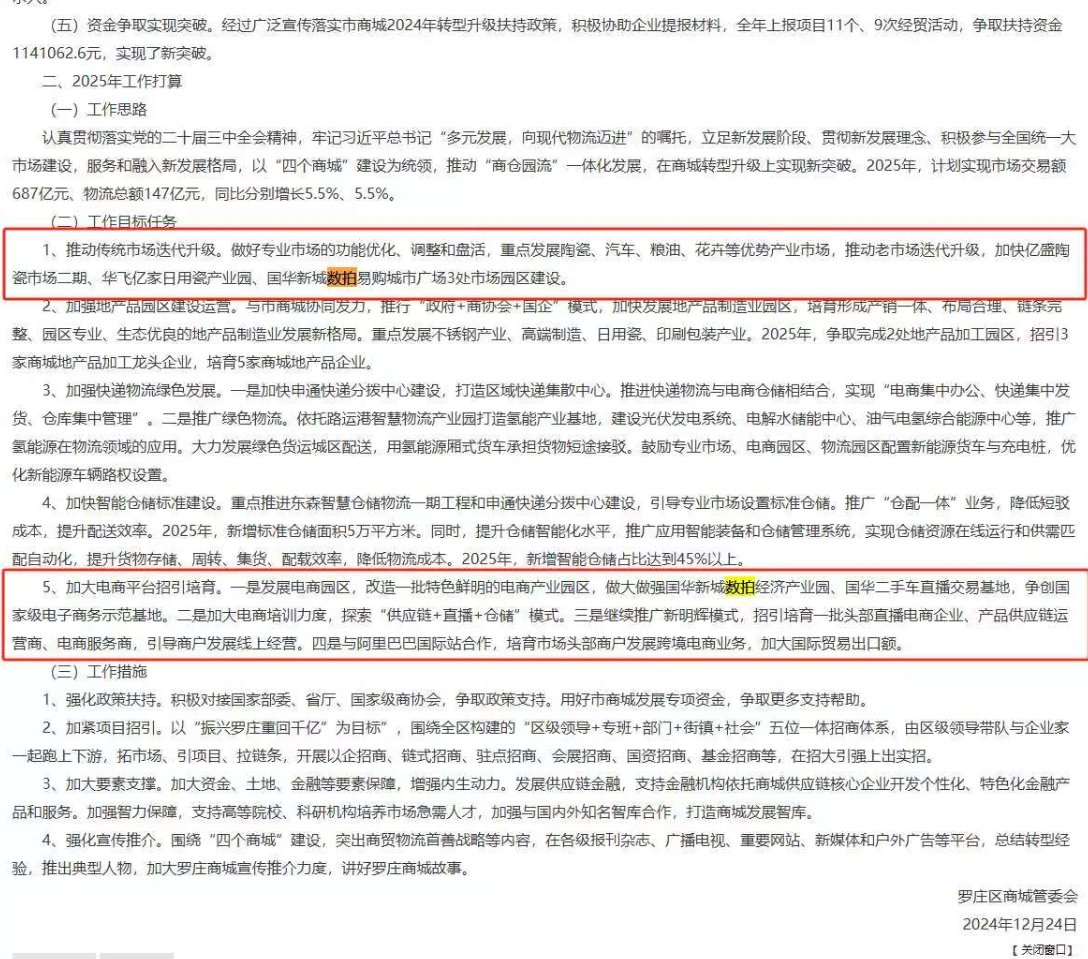 （五）资金争取实现突破。经过广泛宣传落实市商城2024年转型升级扶持政策，积极协助企业提报材料，全年上报项目11个、9次经贸活动，争取扶持资金
1141062.6元，实现了新突破。
二、2025年工作打算
（一）工作思路
认真贯彻落实党的二十届三中全会精神，牢记习近平总书记“多元发展，向现代物流迈进”的嘱托，立足新发展阶段、贯彻新发展理念、积极参与全国统一大
市场建设，服务和融入新发展格局，以“四个商城”建设为统领，推动“商仓园流”一体化发展，在商城转型升级上实现新突破。2025年，计划实现市场交易额
687亿元、物流总额147亿元，同比分别增长5.5%、5.5%。
（二）工作目标任务
1、推动传统市场迭代升级。做好专业市场的功能优化、调整和盘活，重点发展陶瓷、汽车、粮油、花卉等优势产业市场，推动老市场迭代升级，加快亿盛陶
瓷市场二期、华飞亿家日用瓷产业园、国华新城数拍易购城市广场3处市场园区建设。
2、加强地产品园区建设运营。与市商城协同发力，推行“政府+商协会+国企”模式，加快发展地产品制造业园区，培育形成产销一体、布局合理、链条完
整、园区专业、生态优良的地产品制造业发展新格局。重点发展不锈钢产业、高端制造、日用瓷、印刷包装产业。2025年，争取完成2处地产品加工园区，招引3
家商城地产品加工龙头企业，培育5家商城地产品企业。
3、加强快递物流绿色发展。一是加快申通快递分拨中心建设，打造区域快递集散中心。推进快递物流与电商仓储相结合，实现“电商集中办公、快递集中发
货、仓库集中管理”。二是推广绿色物流。依托路运港智慧物流产业园打造氢能产业基地，建设光伏发电系统、电解水储能中心、油气电氢综合能源中心等，推广
氢能源在物流领域的应用。大力发展绿色货运城区配送，用氢能源厢式货车承担货物短途接驳。鼓励专业市场、电商园区、物流园区配置新能源货车与充电桩，优
化新能源车辆路权设置。
4、加快智能仓储标准建设。重点推进东森智慧仓储物流一期工程和申通快递分拨中心建设，引导专业市场设置标准仓储。推广“仓配一体”业务，降低短驳
成本，提升配送效率。2025年，新增标准仓储面积5万平方米。同时，提升仓储智能化水平，推广应用智能装备和仓储管理系统，实现仓储资源在线运行和供需匹
配自动化，提升货物存储、周转、集货、配载效率，降低物流成本。2025年，新增智能仓储占比达到45%以上。
5、加大电商平台招引培育。一是发展电商园区，改造一批特色鲜明的电商产业园区，做大做强国华新城数拍经济产业园、国华二手车直播交易基地，争创国
家级电子商务示范基地。二是加大电商培训力度，探索“供应链+直播+仓储”模式。三是继续推广新明辉模式，招引培育一批头部直播电商企业、产品供应链运
营商、电商服务商，引导商户发展线上经营。四是与阿里巴巴国际站合作，培育市场头部商户发展跨境电商业务，加大国际贸易出口额。
（三）工作措施
1、强化政策扶持。积极对接国家部委、省厅、国家级商协会，争取政策支持。用好市商城发展专项资金，争取更多支持帮助。
2、加紧项目招引。以“振兴罗庄重回千亿”为目标”，围绕全区构建的“区级领导+专班+部门+街镇+社会”五位一体招商体系，由区级领导带队与企业家
一起跑上下游，拓市场、引项目、拉链条，开展以企招商、链式招商、驻点招商、会展招商、国资招商、基金招商等，在招大引强上出实招。
3、加大要素支撑。加大资金、土地、金融等要素保障，增强内生动力。发展供应链金融，支持金融机构依托商城供应链核心企业开发个性化、特色化金融产
品和服务。加强智力保障，支持高等院校、科研机构培养市场急需人才，加强与国内外知名智库合作，打造商城发展智库。
4、强化宣传推介。围绕“四个商城”建设，突出商贸物流首善战略等内容，在各级报刊杂志、广播电视、重要网站、新媒体和户外广告等平台，总结转型经
验，推出典型人物，加大罗庄商城宣传推介力度，讲好罗庄商城故事。
罗庄区商城管委会
2024年12月24日
【 关闭窗口】